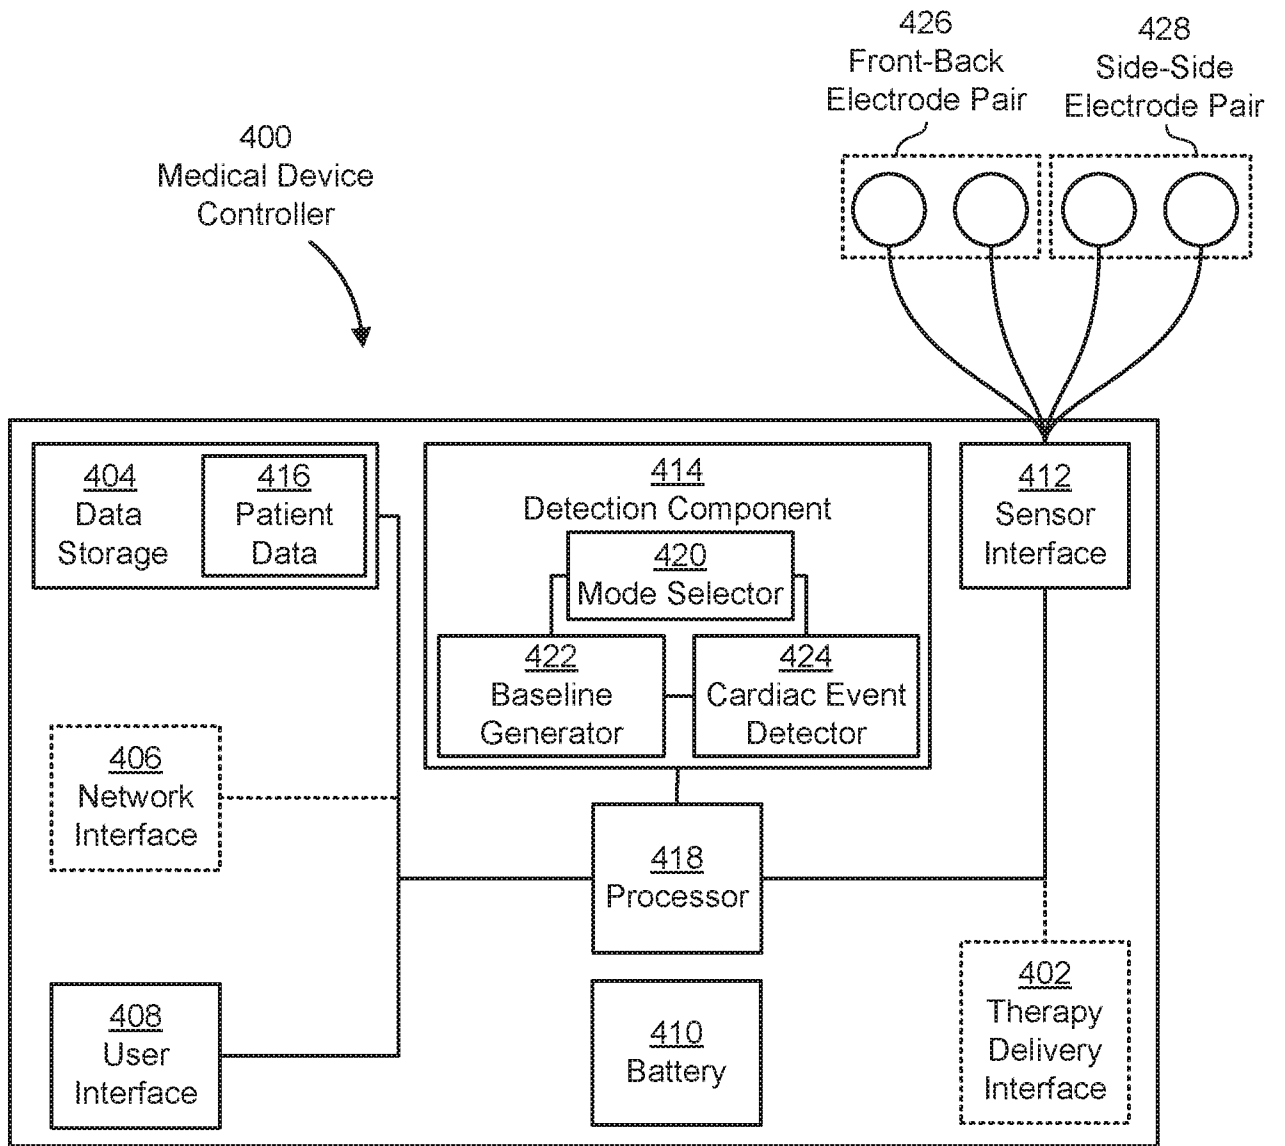 426
Front-Back
Electrode Pair
428
Side-Side
Electrode Pair
400
Medical Device
Controller
404
Data
Storage
416
Patient
Data
414
Detection Component
420
Mode Selector
422
Baseline
Generator
424
Cardiac Event
Detector
412
Sensor
Interface
406
Network
Interface
418
Processor
408
User
Interface
410
Battery
402
Therapy
Delivery
Interface